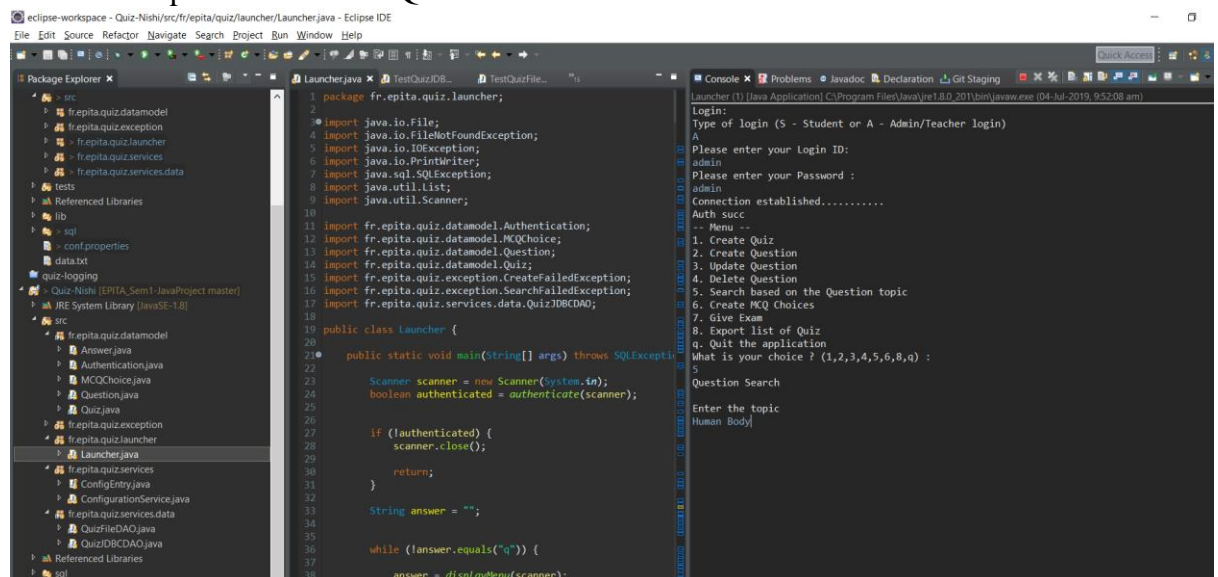 eclipse-workspace - Quiz-Nishi/src/fr/epita/quiz/launcher/Launcher.java - Eclipse IDE
File Edit Source Refactor Navigate Search Project Run Window Help
Quick Access
Package Explorer
> src
fr.epita.quiz.datamodel
fr.epita.quiz.exception
> fr.epita.quiz.launcher
> fr.epita.quiz.services
> fr.epita.quiz.services.data
tests
Referenced Libraries
lib
> sql
> conf.properties
data.txt
quiz-logging
> Quiz-Nishi [EPITA_Sem1-JavaProject master]
JRE System Library [JavaSE-1.8]
src
fr.epita.quiz.datamodel
Answer.java
Authentication.java
MCQChoice.java
Question.java
Quiz.java
fr.epita.quiz.exception
fr.epita.quiz.launcher
Launcher.java
fr.epita.quiz.services
ConfigEntry.java
ConfigurationService.java
fr.epita.quiz.services.data
QuizFileDAO.java
QuizJDBCDAO.java
Referenced Libraries
sql
Launcher.java TestQuizJDB... TestQuizFile... "15
1 package fr.epita.quiz.launcher;
2
3 import java.io.File;
4 import java.io.FileNotFoundException;
5 import java.io.IOException;
6 import java.io.PrintWriter;
7 import java.sql.SQLException;
8 import java.util.List;
9 import java.util.Scanner;
10
11 import fr.epita.quiz.datamodel.Authentication;
12 import fr.epita.quiz.datamodel.MCQChoice;
13 import fr.epita.quiz.datamodel.Question;
14 import fr.epita.quiz.datamodel.Quiz;
15 import fr.epita.quiz.exception.CreateFailedException;
16 import fr.epita.quiz.exception.SearchFailedException;
17 import fr.epita.quiz.services.data.QuizJDBCDAO;
18
19 public class Launcher {
20
21 public static void main(String[] args) throws SQLExcepti
22
23 Scanner scanner = new Scanner(System.in);
24 boolean authenticated = authenticate(scanner);
25
26
27 if (!authenticated) {
28 scanner.close();
29
30 return;
31 }
32
33 String answer = "";
34
35
36 while (!answer.equals("q")) {
37
38 answer = displayMenu(scanner);
Console Problems Javadoc Declaration Git Staging
Launcher (1) [Java Application] C:\Program Files\Java\jre1.8.0_201\bin\javaw.exe (04-Jul-2019, 9:52:08 am)
Login:
Type of login (S - Student or A - Admin/Teacher login)
A
Please enter your Login ID:
admin
Please enter your Password :
admin
Connection established...........
Auth succ
-- Menu --
1. Create Quiz
2. Create Question
3. Update Question
4. Delete Question
5. Search based on the Question topic
6. Create MCQ Choices
7. Give Exam
8. Export list of Quiz
q. Quit the application
What is your choice ? (1,2,3,4,5,6,8,q) :
5
Question Search
Enter the topic
Human Body